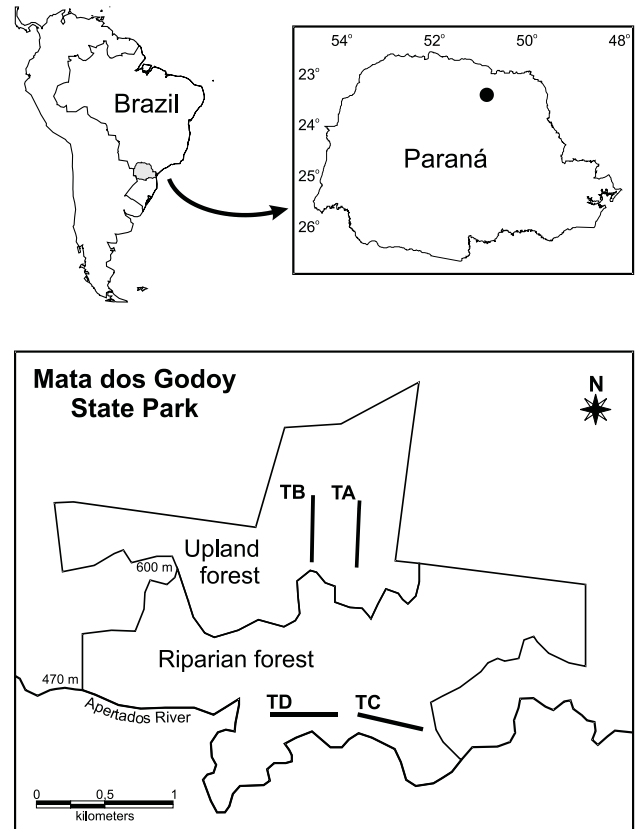 Brazil
54° 52° 50° 48°
23°
24°
25°
26°
Paraná
Mata dos Godoy
State Park
N
TB TA
Upland
forest
600 m
Riparian forest
470 m
Apertados River
TD TC
0 0,5 1
kilometers